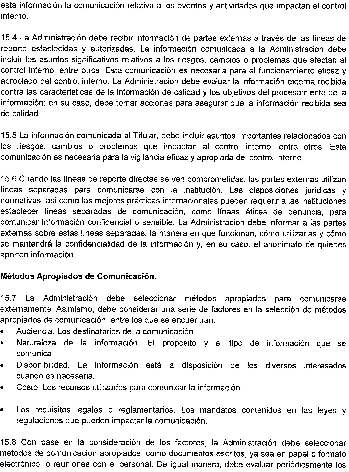 esta información la comunicación relativa a los eventos y actividades que impactan el control
interno.
15.4 La Administración debe recibir información de partes externas a través de las líneas de
reporte establecidas y autorizadas. La información comunicada a la Administración debe
incluir los asuntos significativos relativos a los riesgos, cambios o problemas que afectan al
control interno, entre otros. Esta comunicación es necesaria para el funcionamiento eficaz y
apropiado del control interno. La Administración debe evaluar la información externa recibida
contra las características de la información de calidad y los objetivos del procesamiento de la
información; en su caso, debe tomar acciones para asegurar que la información recibida sea
de calidad.
15.5 La información comunicada al Titular, debe incluir asuntos importantes relacionados con
los riesgos, cambios o problemas que impactan al control interno, entre otros. Esta
comunicación es necesaria para la vigilancia eficaz y apropiada del control interno.
15.6 Cuando las líneas de reporte directas se ven comprometidas, las partes externas utilizan
líneas separadas para comunicarse con la institución. Las disposiciones jurídicas y
normativas, así como las mejores prácticas internacionales pueden requerir a las instituciones
establecer líneas separadas de comunicación, como líneas éticas de denuncia, para
comunicar información confidencial o sensible. La Administración debe informar a las partes
externas sobre estas líneas separadas, la manera en que funcionan, cómo utilizarlas y cómo
se mantendrá la confidencialidad de la información y, en su caso, el anonimato de quienes
aporten información.
Métodos Apropiados de Comunicación.
15.7 La Administración debe seleccionar métodos apropiados para comunicarse
externamente. Asimismo, debe considerar una serie de factores en la selección de métodos
apropiados de comunicación, entre los que se encuentran:
• Audiencia. Los destinatarios de la comunicación
• Naturaleza de la información. El propósito y el tipo de información que se
comunica
• Disponibilidad. La información está a disposición de los diversos interesados
cuando es necesaria.
• Costo. Los recursos utilizados para comunicar la información
• Los requisitos legales o reglamentarios. Los mandatos contenidos en las leyes y
regulaciones que pueden impactar la comunicación.
15.8 Con base en la consideración de los factores, la Administración debe seleccionar
métodos de comunicación apropiados, como documentos escritos, ya sea en papel o formato
electrónico, o reuniones con el personal. De igual manera, debe evaluar periódicamente los